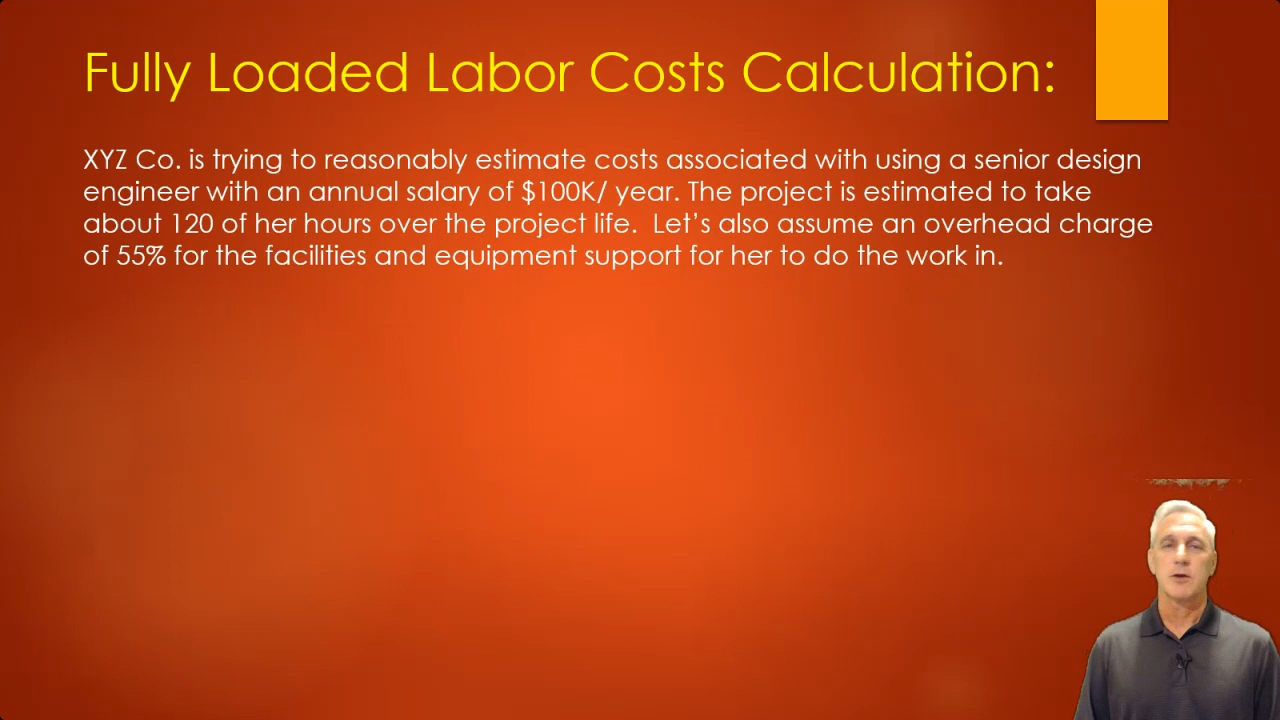 Fully Loaded Labor Costs Calculation:
XYZ Co. is trying to reasonably estimate costs associated with using a senior design
engineer with an annual salary of $100K/ year. The project is estimated to take
about 120 of her hours over the project life.  Let’s also assume an overhead charge
of 55% for the facilities and equipment support for her to do the work in.